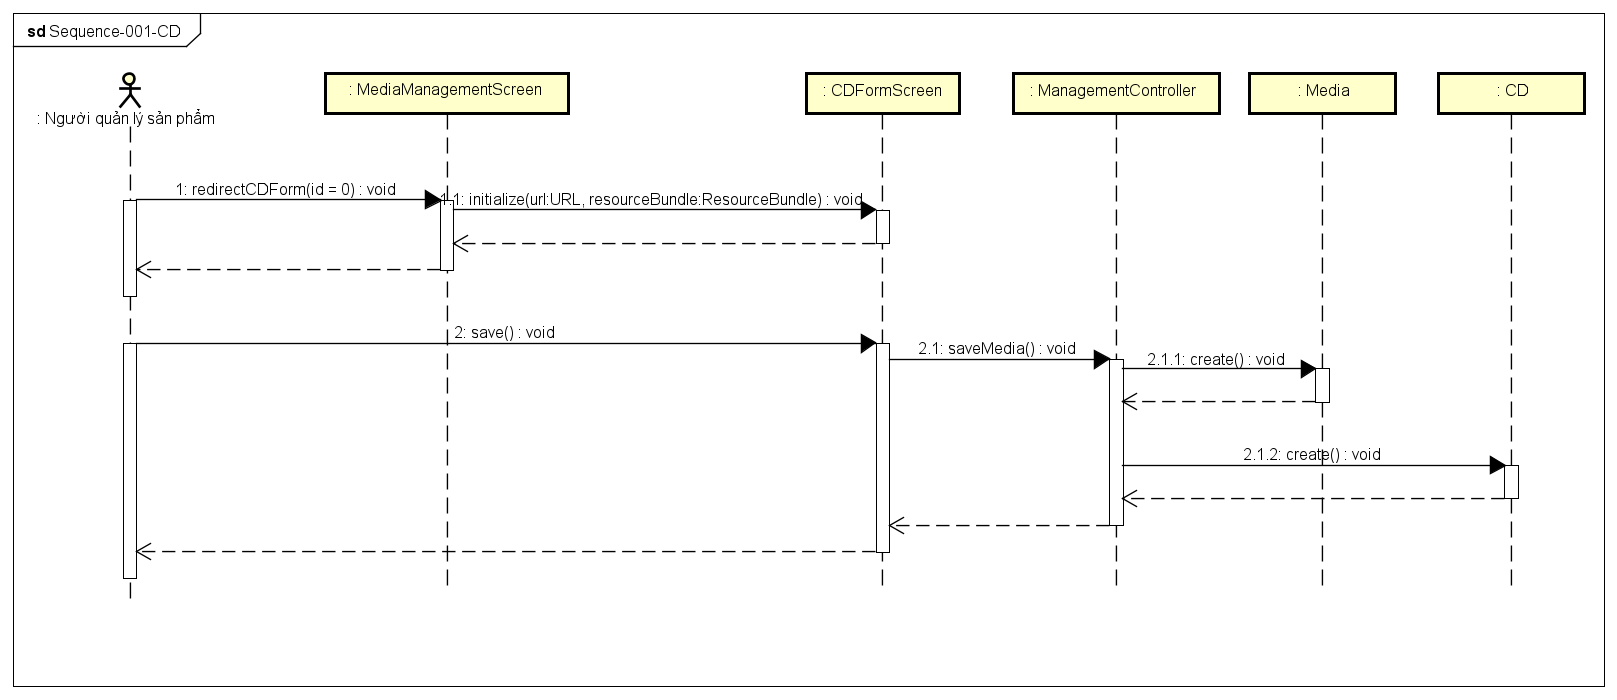 sd Sequence-001-CD
: Người quản lý sản phẩm
: MediaManagementScreen
: CDFormScreen
: ManagementController
: Media
: CD
1: redirectCDForm(id = 0) : void
1.1: initialize(url:URL, resourceBundle:ResourceBundle) : void
2: save() : void
2.1: saveMedia() : void
2.1.1: create() : void
2.1.2: create() : void